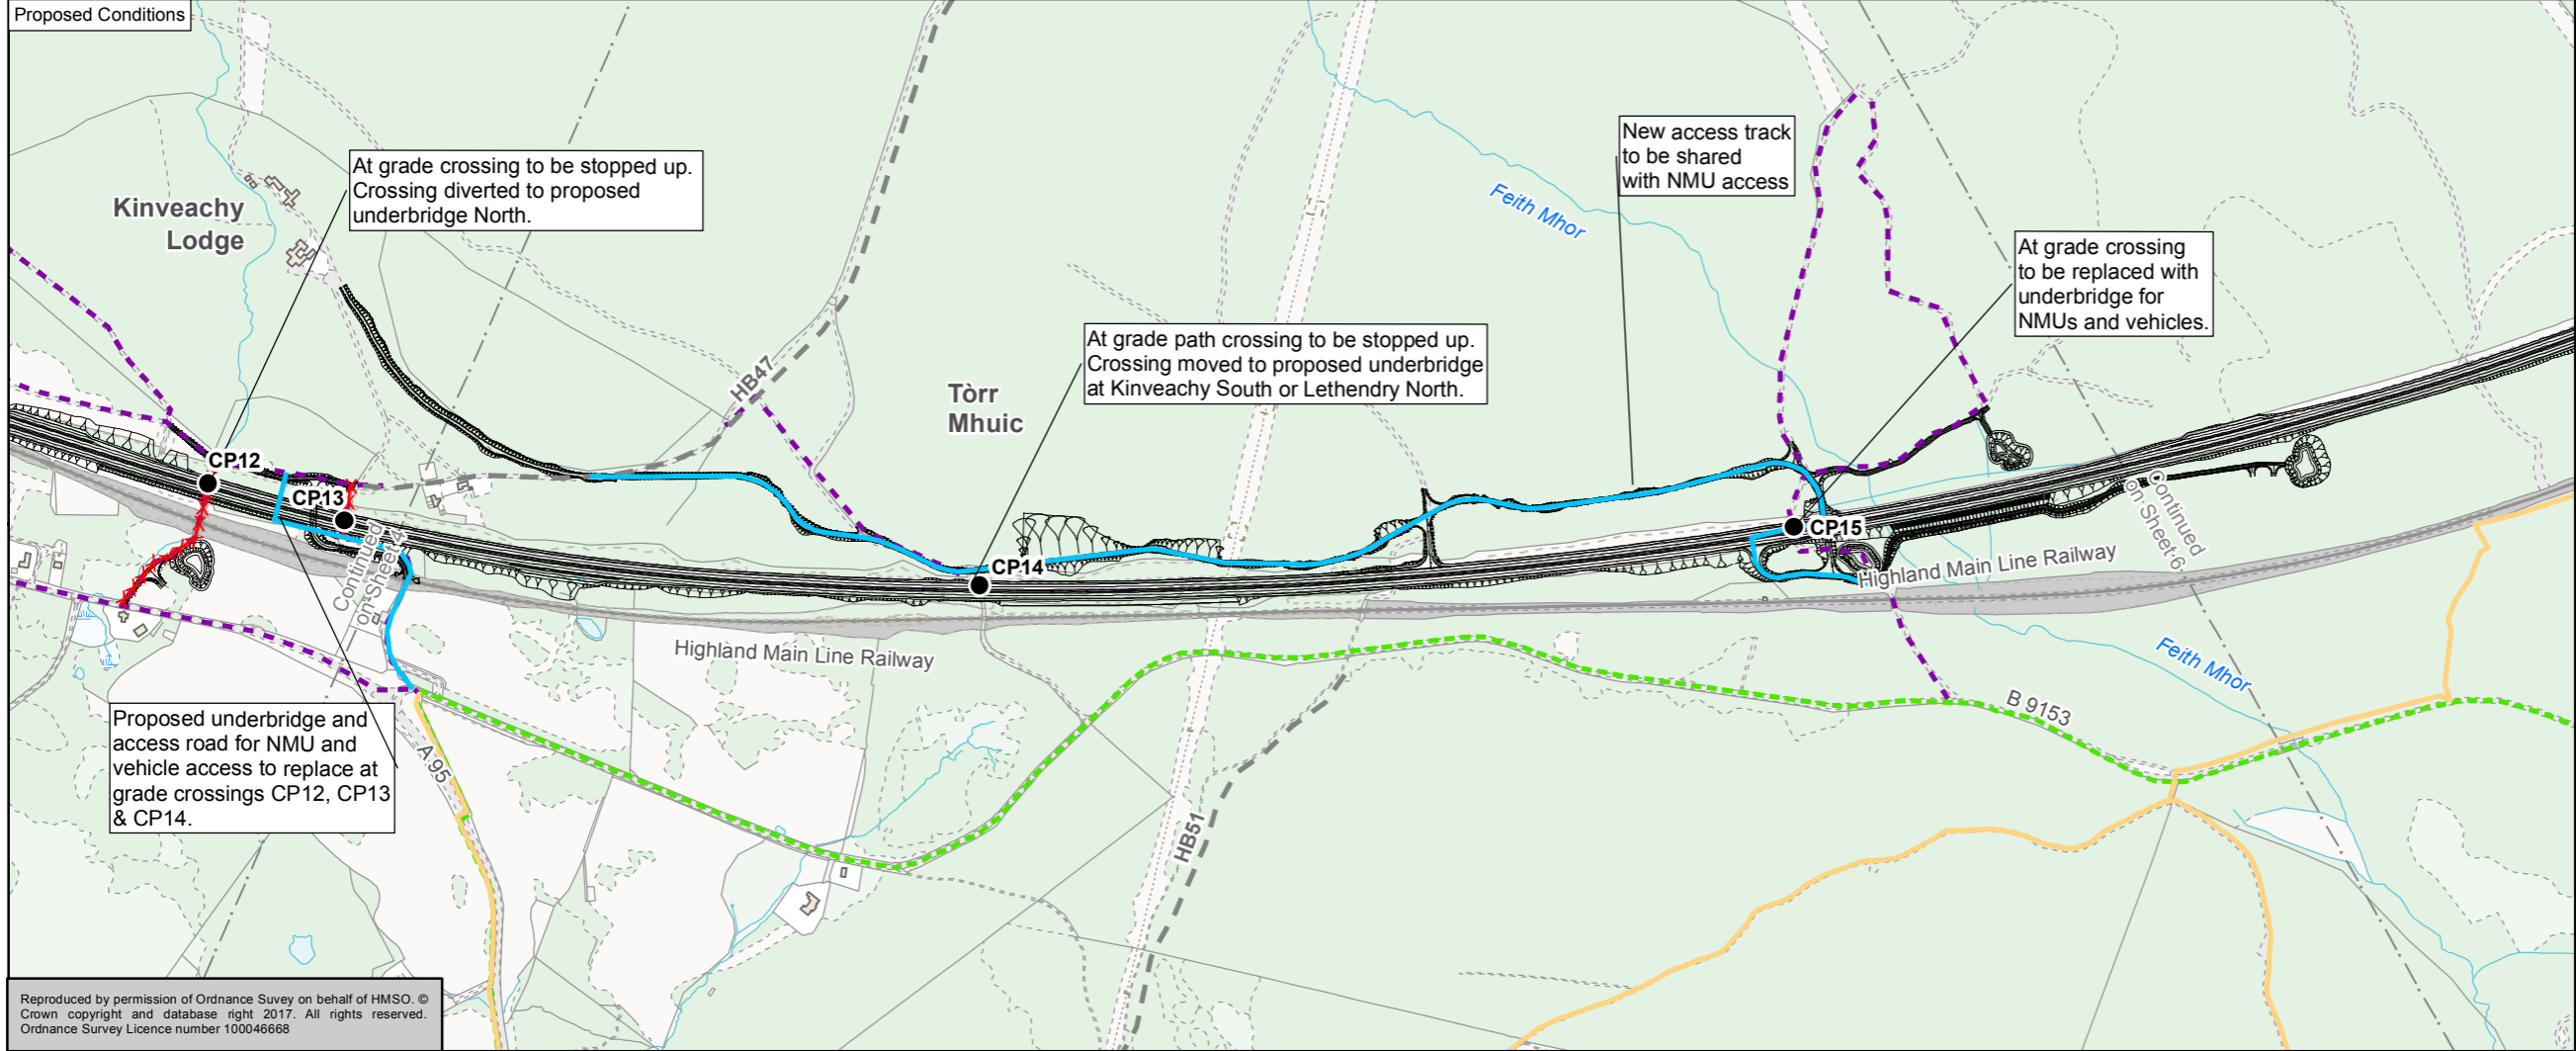 Proposed Conditions
At grade crossing to be stopped up.
Crossing diverted to proposed
underbridge North.
Kinveachy
Lodge
New access track
to be shared
with NMU access
Feith Mhor
At grade crossing
to be replaced with
underbridge for
NMUs and vehicles.
At grade path crossing to be stopped up.
Crossing moved to proposed underbridge
at Kinveachy South or Lethendry North.
HB47
Tòrr
Mhuic
CP12
CP13
CP14
CP15
Continued
on Sheet 4
Continued
on Sheet 6
Highland Main Line Railway
Highland Main Line Railway
Feith Mhor
B 9153
Proposed underbridge and
access road for NMU and
vehicle access to replace at
grade crossings CP12, CP13
& CP14.
A 95
HB51
Reproduced by permission of Ordnance Suvey on behalf of HMSO. ©
Crown copyright and database right 2017. All rights reserved.
Ordnance Survey Licence number 100046668